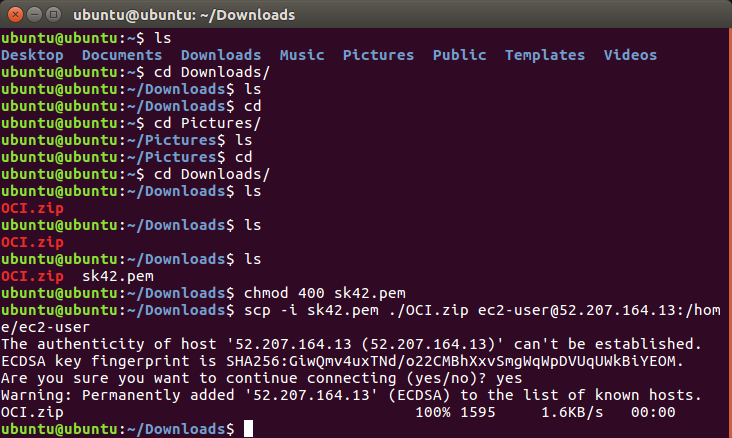 ubuntu@ubuntu: ~/Downloads
ubuntu@ubuntu:~$ ls
Desktop  Documents  Downloads  Music  Pictures  Public  Templates  Videos
ubuntu@ubuntu:~$ cd Downloads/
ubuntu@ubuntu:~/Downloads$ ls
ubuntu@ubuntu:~/Downloads$ cd
ubuntu@ubuntu:~$ cd Pictures/
ubuntu@ubuntu:~/Pictures$ ls
ubuntu@ubuntu:~/Pictures$ cd
ubuntu@ubuntu:~$ cd Downloads/
ubuntu@ubuntu:~/Downloads$ ls
OCI.zip
ubuntu@ubuntu:~/Downloads$ ls
OCI.zip
ubuntu@ubuntu:~/Downloads$ ls
OCI.zip  sk42.pem
ubuntu@ubuntu:~/Downloads$ chmod 400 sk42.pem
ubuntu@ubuntu:~/Downloads$ scp -i sk42.pem ./OCI.zip ec2-user@52.207.164.13:/hom
e/ec2-user
The authenticity of host '52.207.164.13 (52.207.164.13)' can't be established.
ECDSA key fingerprint is SHA256:GiwQmv4uxTNd/o22CMBhXxvSmgWqWpDVUqUWkBiYEOM.
Are you sure you want to continue connecting (yes/no)? yes
Warning: Permanently added '52.207.164.13' (ECDSA) to the list of known hosts.
OCI.zip                                       100% 1595     1.6KB/s   00:00
ubuntu@ubuntu:~/Downloads$